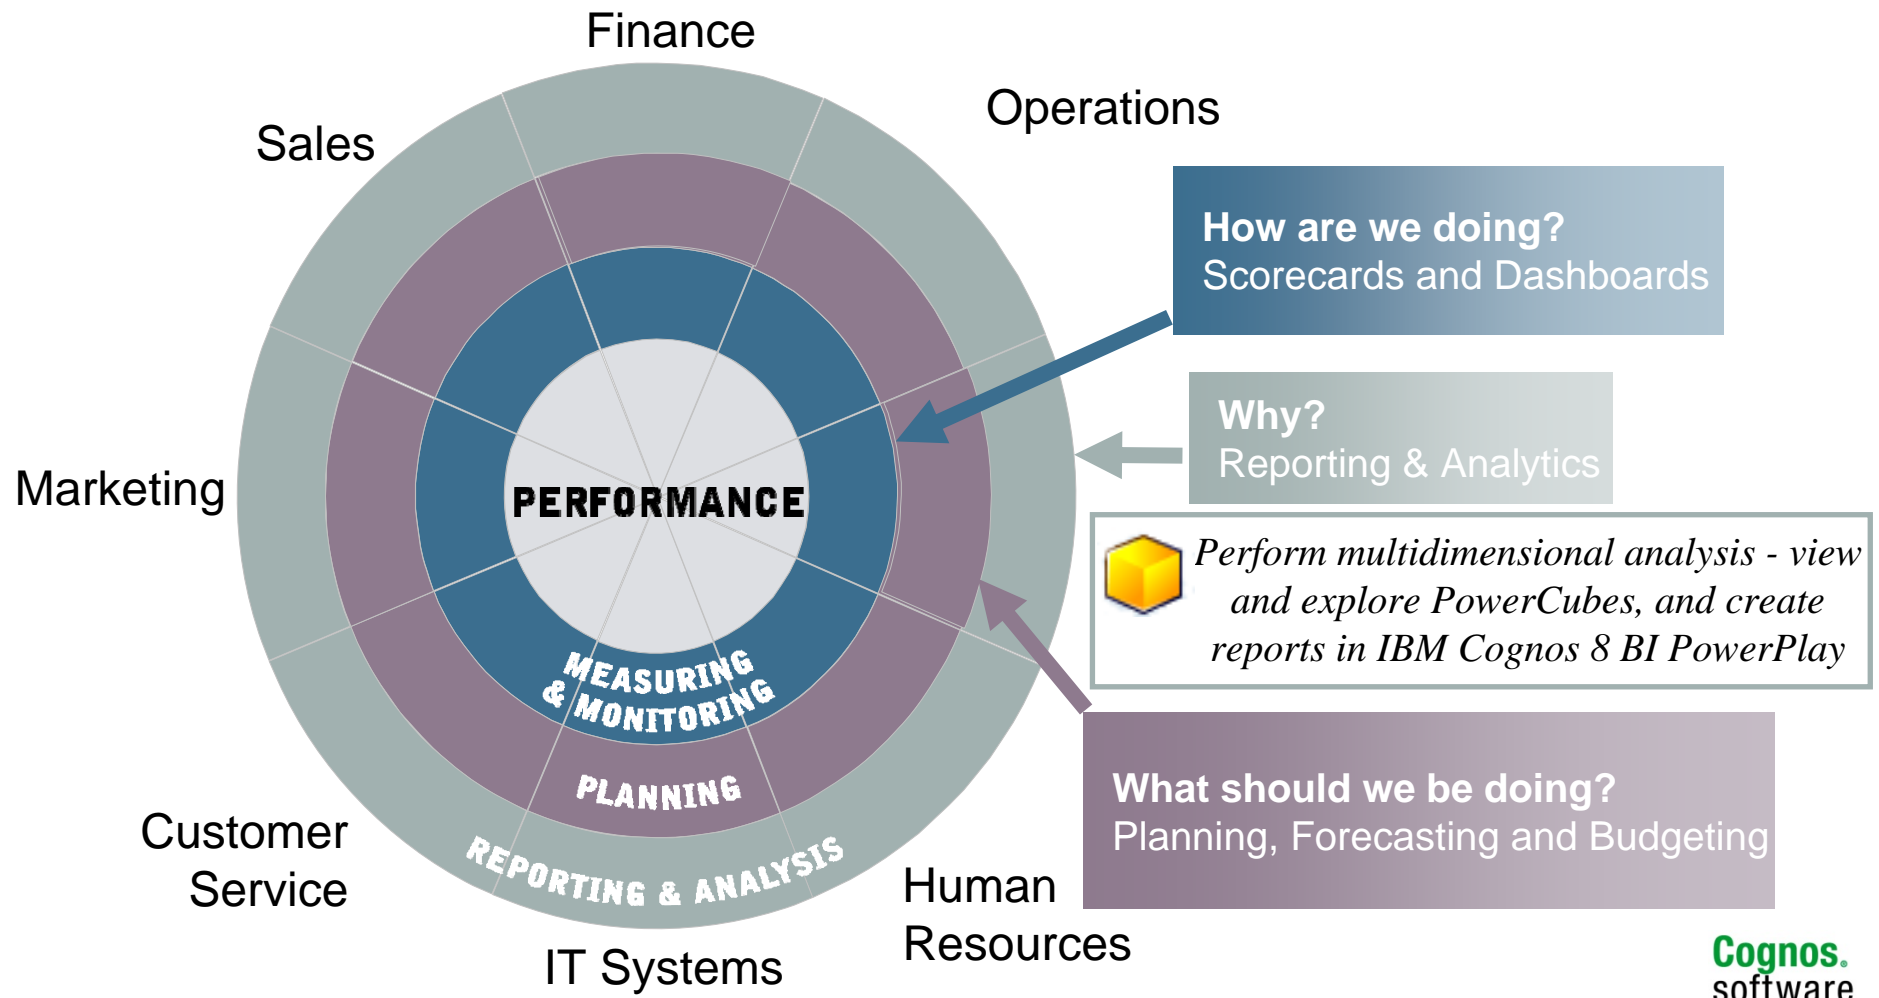 Finance
Operations
Sales
How are we doing?
Scorecards and Dashboards
Why?
Reporting & Analytics
Marketing
PERFORMANCE
Perform multidimensional analysis - view
and explore PowerCubes, and create
reports in IBM Cognos 8 BI PowerPlay
MEASURING
& MONITORING
PLANNING
What should we be doing?
Planning, Forecasting and Budgeting
REPORTING & ANALYSIS
Customer
Service
Human
Resources
IT Systems
Cognos.
software